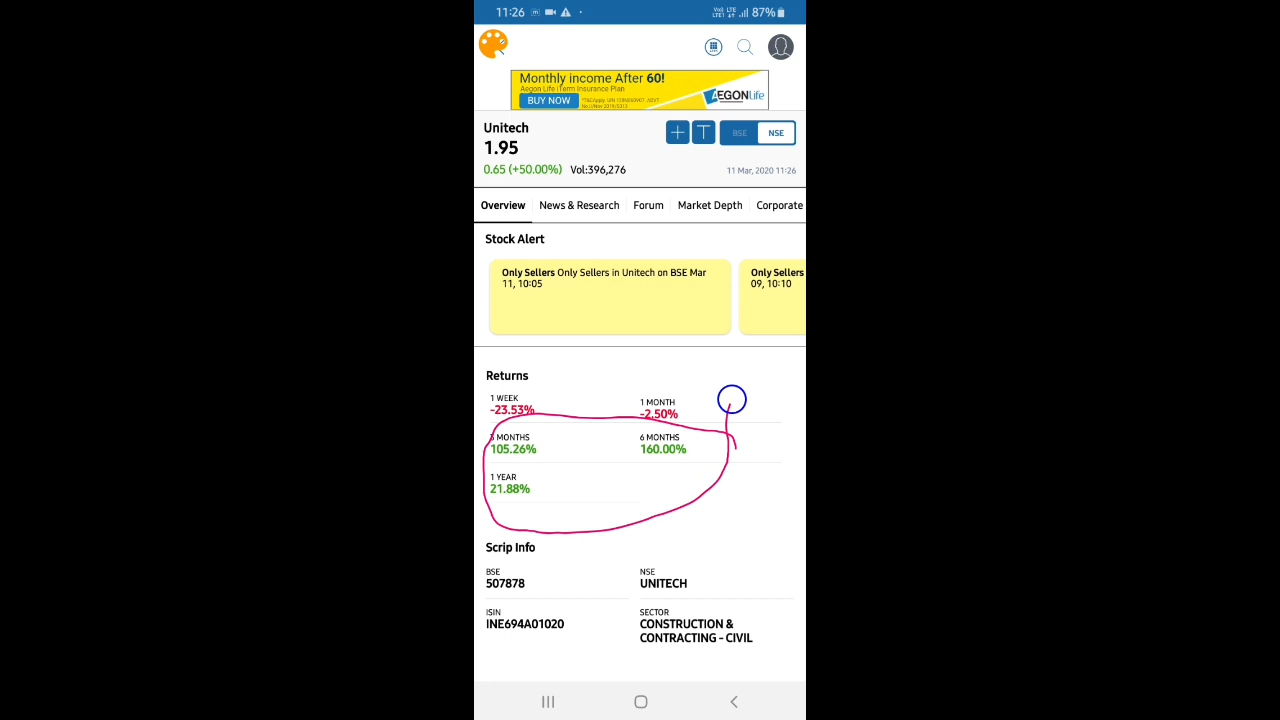 11:26
87%
Monthly income After 60!
Aegon Life iTerm Insurance Plan
BUY NOW
AEGONLife
Unitech
BSE NSE
1.95
0.65 (+50.00%) Vol:396,276
11 Mar, 2020 11:26
Overview News & Research Forum Market Depth Corporate
Stock Alert
Only Sellers Only Sellers in Unitech on BSE Mar
11, 10:05
Only Sellers
09, 10:10
Returns
1 WEEK
-23.53%
1 MONTH
-2.50%
3 MONTHS
105.26%
6 MONTHS
160.00%
1 YEAR
21.88%
Scrip Info
BSE
507878
NSE
UNITECH
ISIN
INE694A01020
SECTOR
CONSTRUCTION &
CONTRACTING - CIVIL